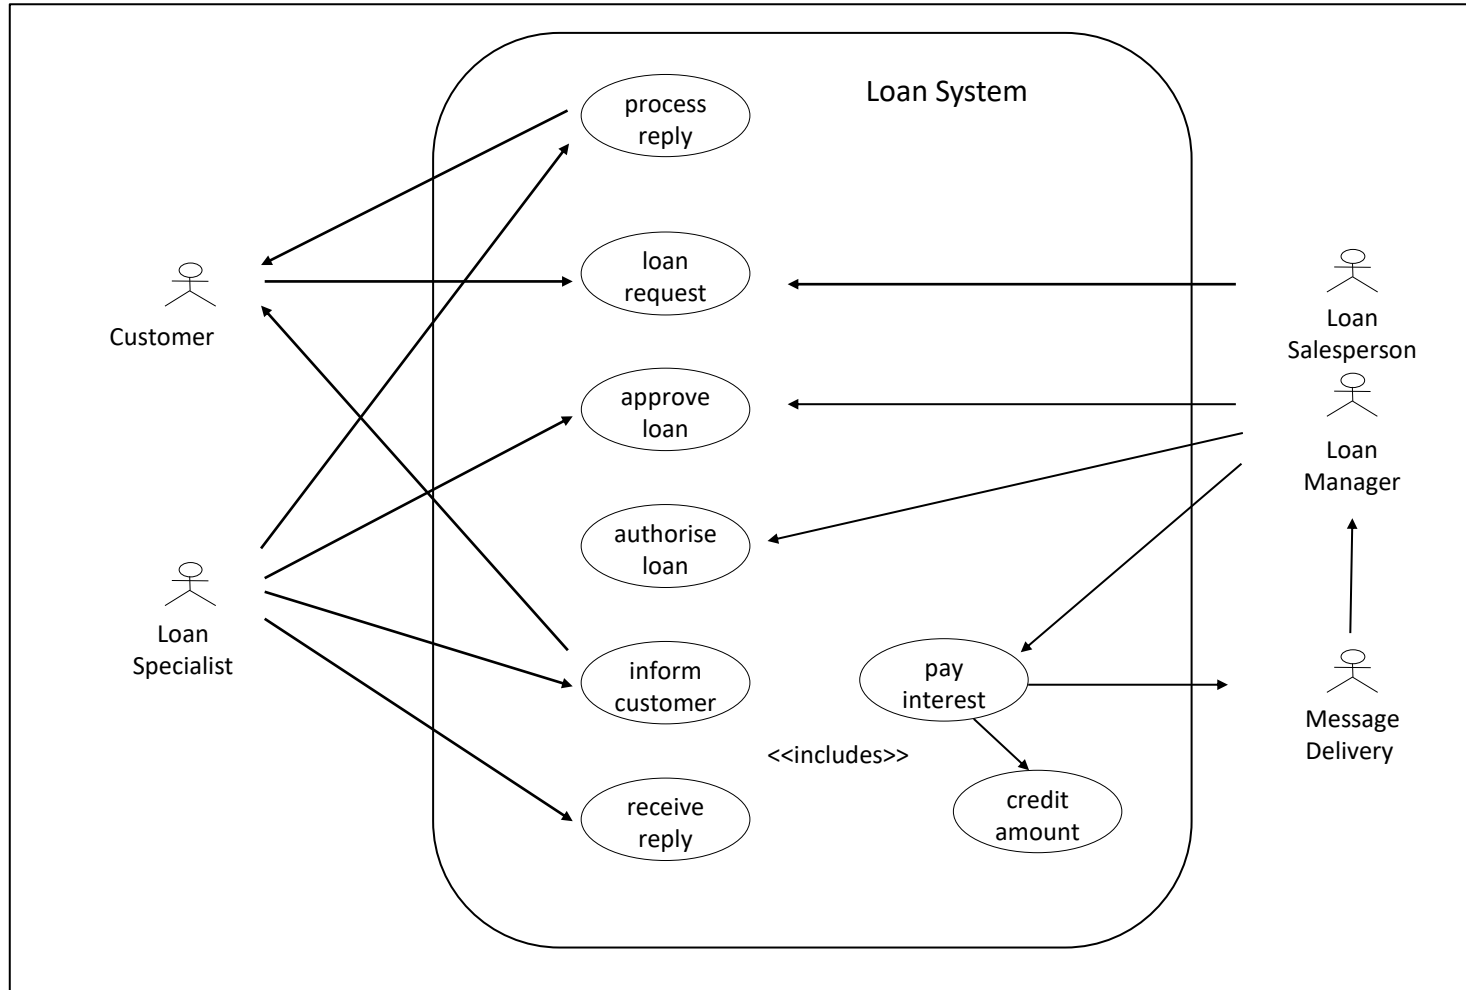 Loan System
process
reply
loan
request
approve
loan
authorise
loan
inform
customer
receive
reply
pay
interest
<<includes>>
credit
amount
Customer
Loan
Specialist
Loan
Salesperson
Loan
Manager
Message
Delivery